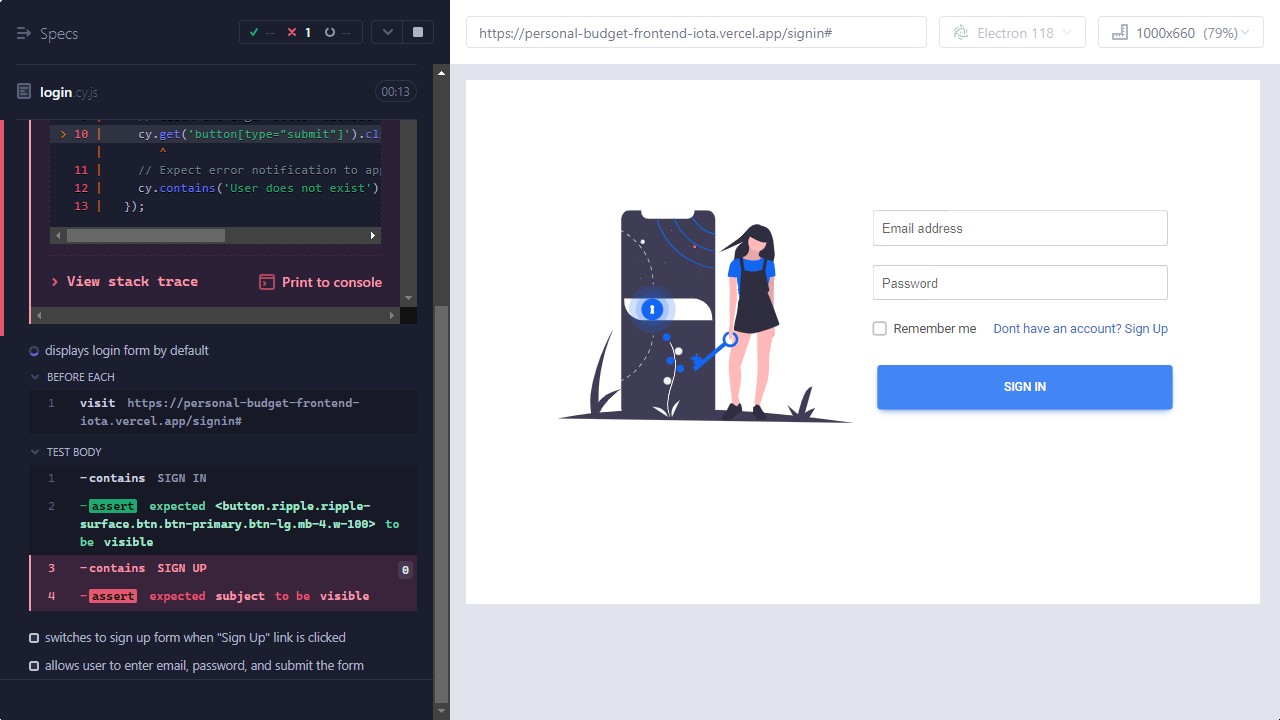 Specs
-- 1 --
https://personal-budget-frontend-iota.vercel.app/signin#
Electron 118
1000x660 (79%)
login.cy.js
00:13
> 10 | cy.get('button[type="submit"]').cl
| ^
11 | // Expect error notification to app
12 | cy.contains('User does not exist')
13 | });
View stack trace
Print to console
displays login form by default
BEFORE EACH
1 visit https://personal-budget-frontend-
iota.vercel.app/signin#
TEST BODY
1 -contains SIGN IN
2 -assert expected <button.ripple.ripple-
surface.btn.btn-primary.btn-lg.mb-4.w-100> to
be visible
3 -contains SIGN UP 0
4 -assert expected subject to be visible
switches to sign up form when "Sign Up" link is clicked
allows user to enter email, password, and submit the form
Email address
Password
Remember me
Dont have an account? Sign Up
SIGN IN